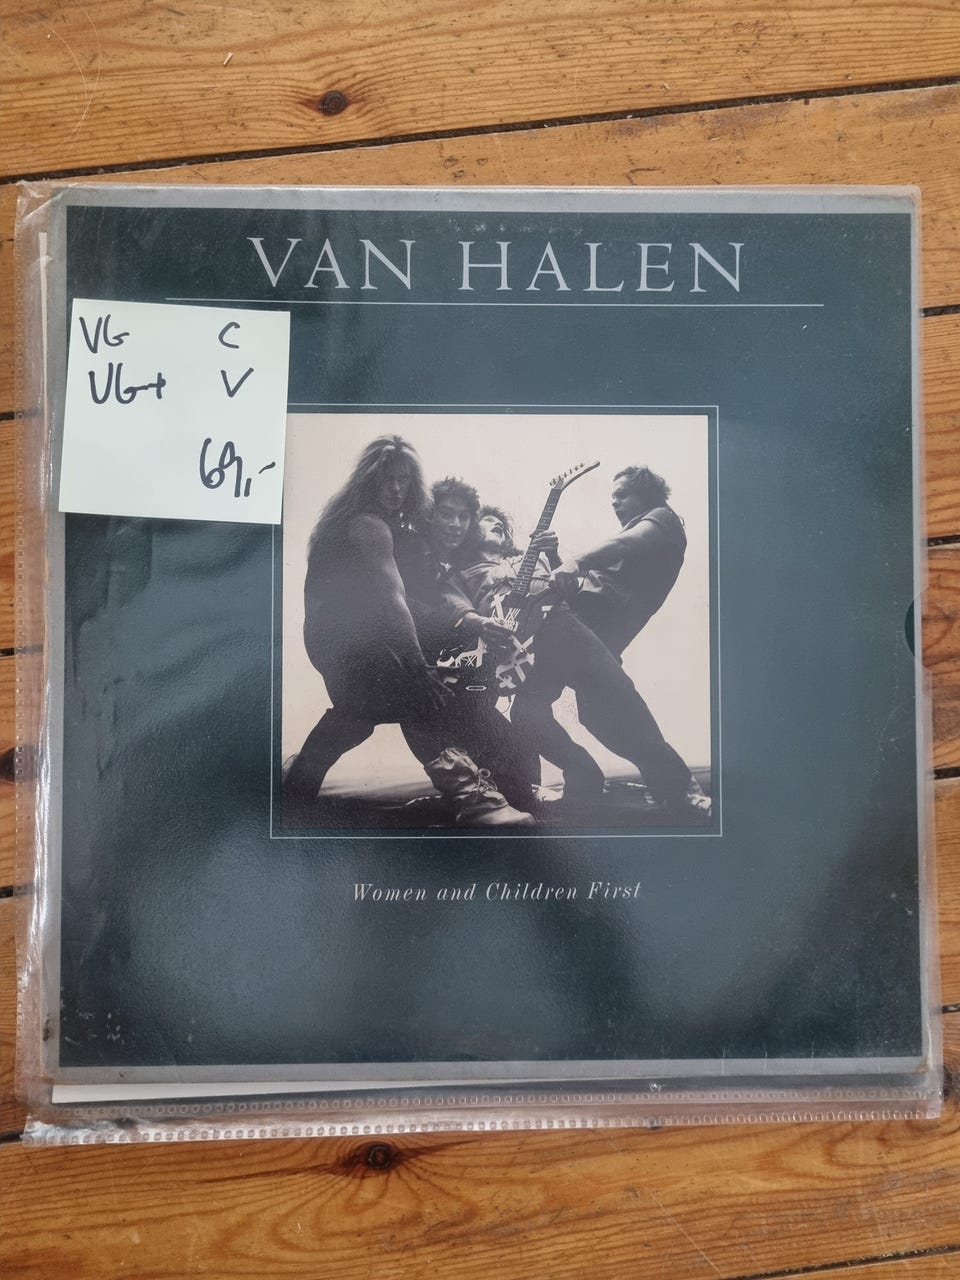 VAN HALEN
VG C
VG+ V
69,-
Women and Children First